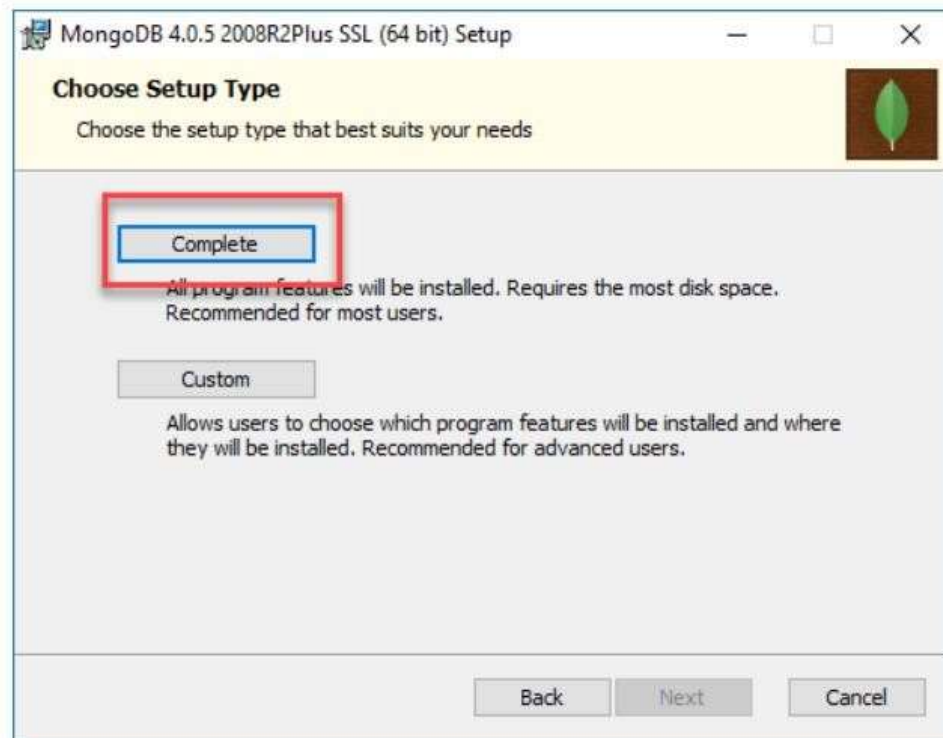 MongoDB 4.0.5 2008R2Plus SSL (64 bit) Setup
Choose Setup Type
Choose the setup type that best suits your needs
Complete
All program features will be installed. Requires the most disk space.
Recommended for most users.
Custom
Allows users to choose which program features will be installed and where
they will be installed. Recommended for advanced users.
Back Next Cancel